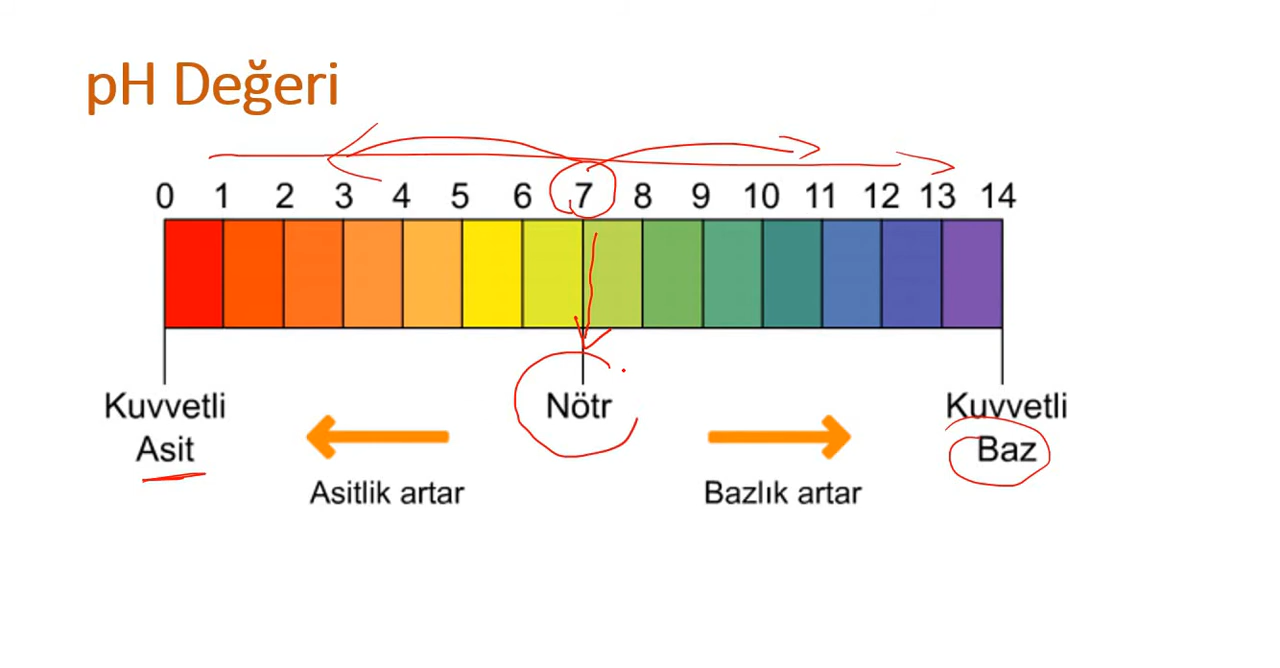 pH Değeri
0 1 2 3 4 5 6 7 8 9 10 11 12 13 14
Kuvvetli Asit
Nötr
Kuvvetli Baz
Asitlik artar
Bazlık artar